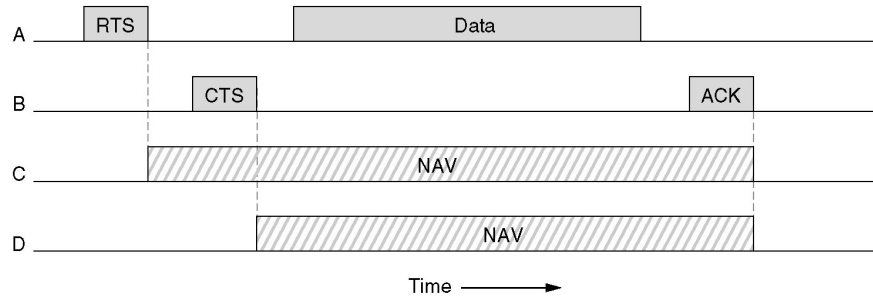 A RTS Data
B CTS ACK
C NAV
D NAV
Time